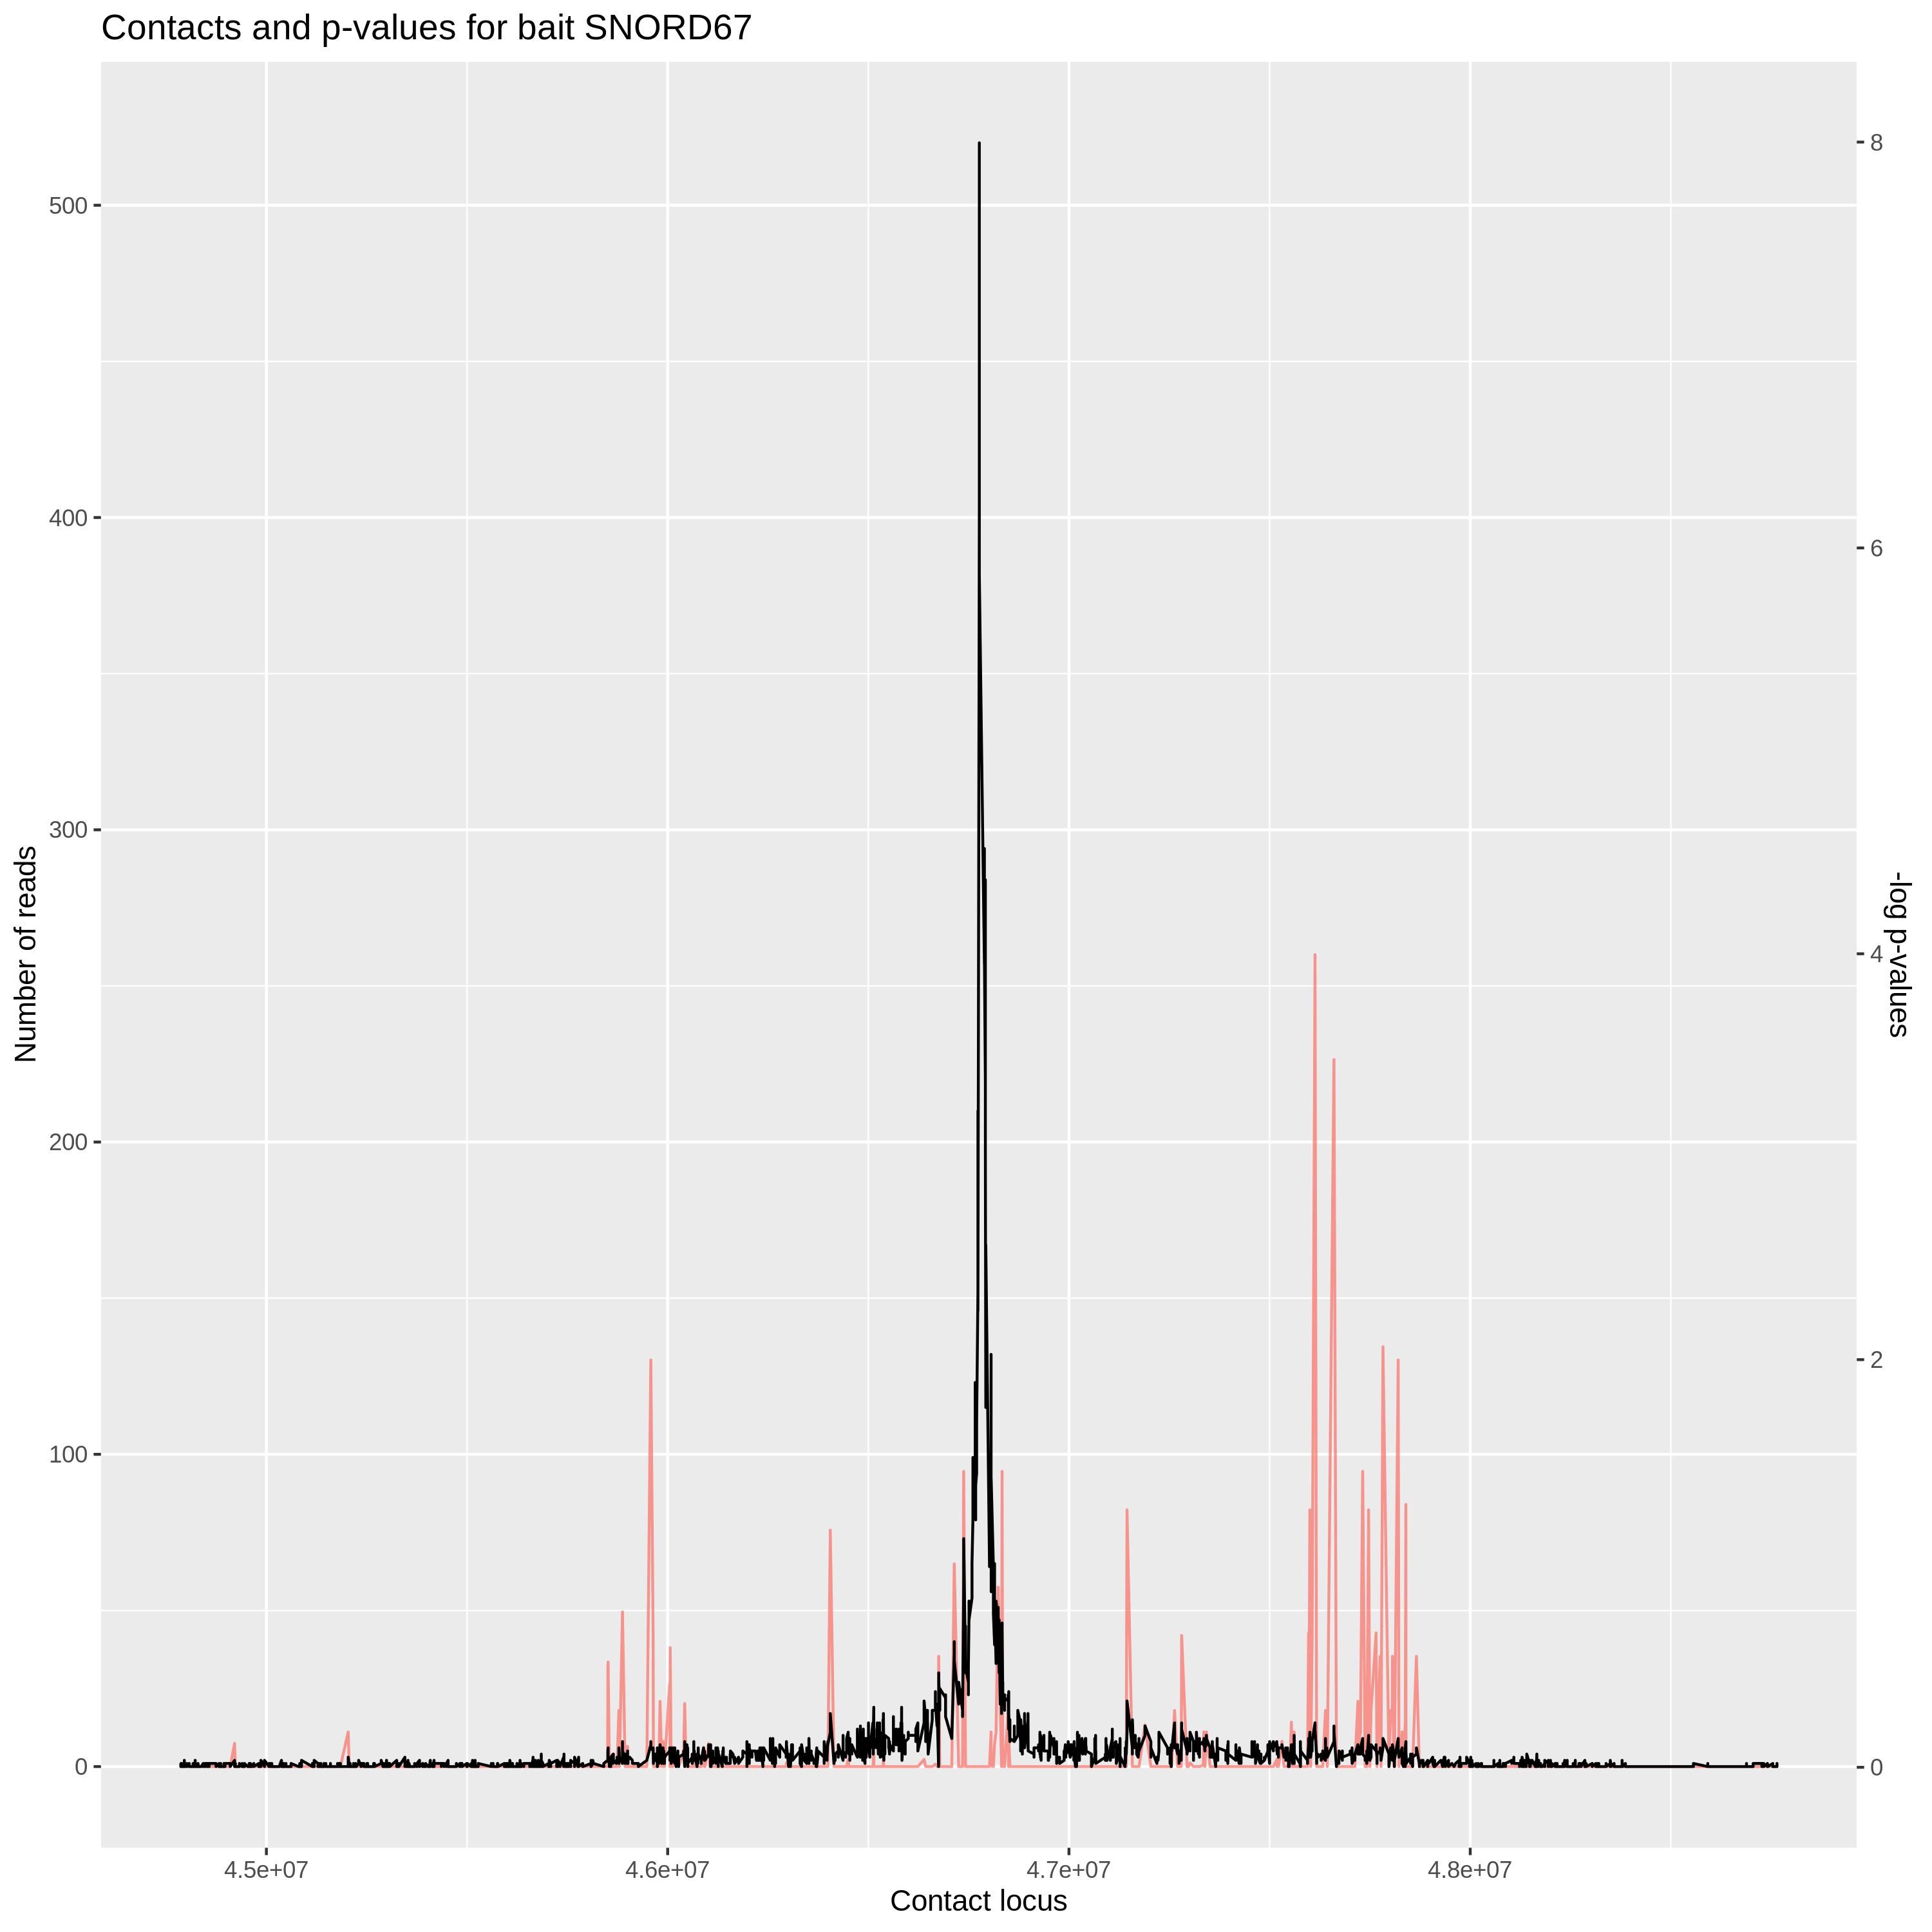 Contacts and p-values for bait SNORD67
500
400
300
200
100
0
Number of reads
8
6
4
2
0
-log p-values
4.5e+07
4.6e+07
4.7e+07
4.8e+07
Contact locus